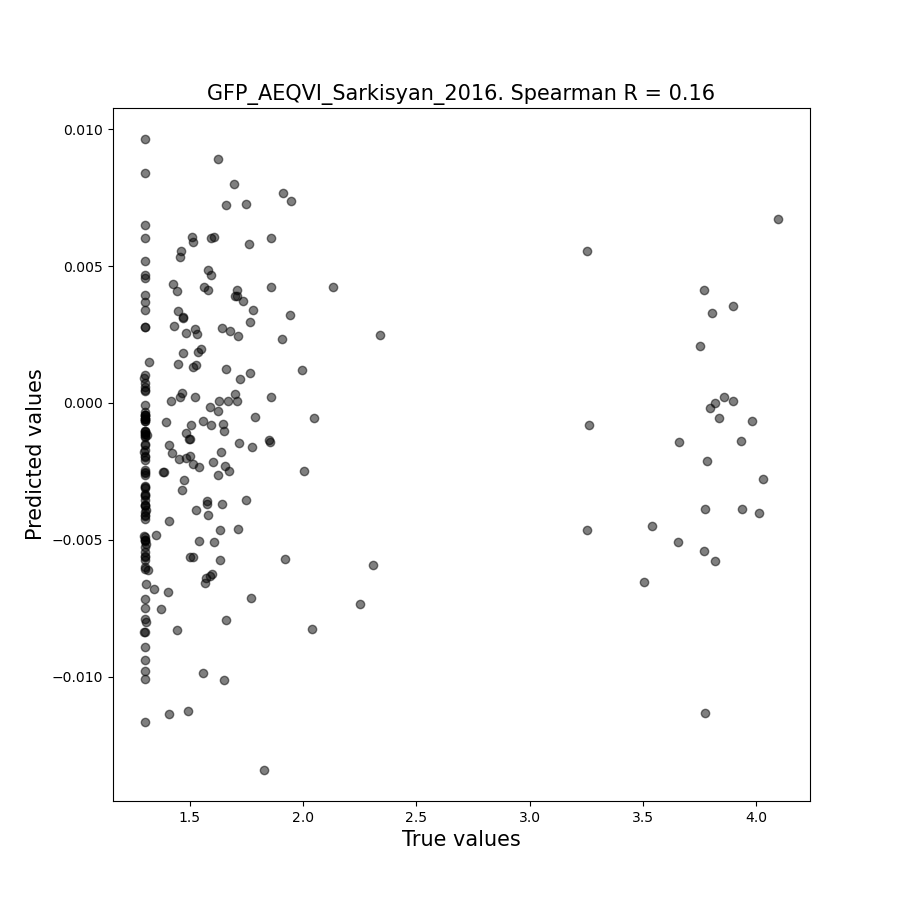 GFP_AEQVI_Sarkisyan_2016. Spearman R = 0.16
0.010
0.005
0.000
−0.005
−0.010
Predicted values
1.5 2.0 2.5 3.0 3.5 4.0
True values